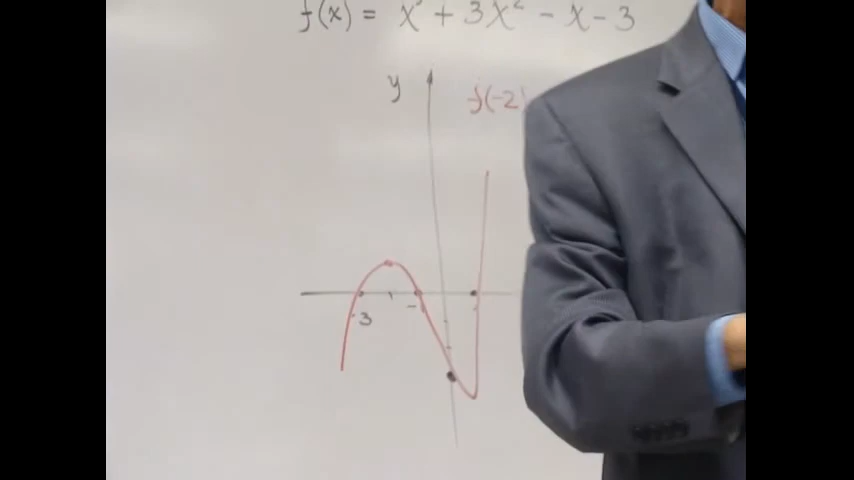 f(x) = x³ + 3x² - x - 3
y
f(-2)
-3
-1